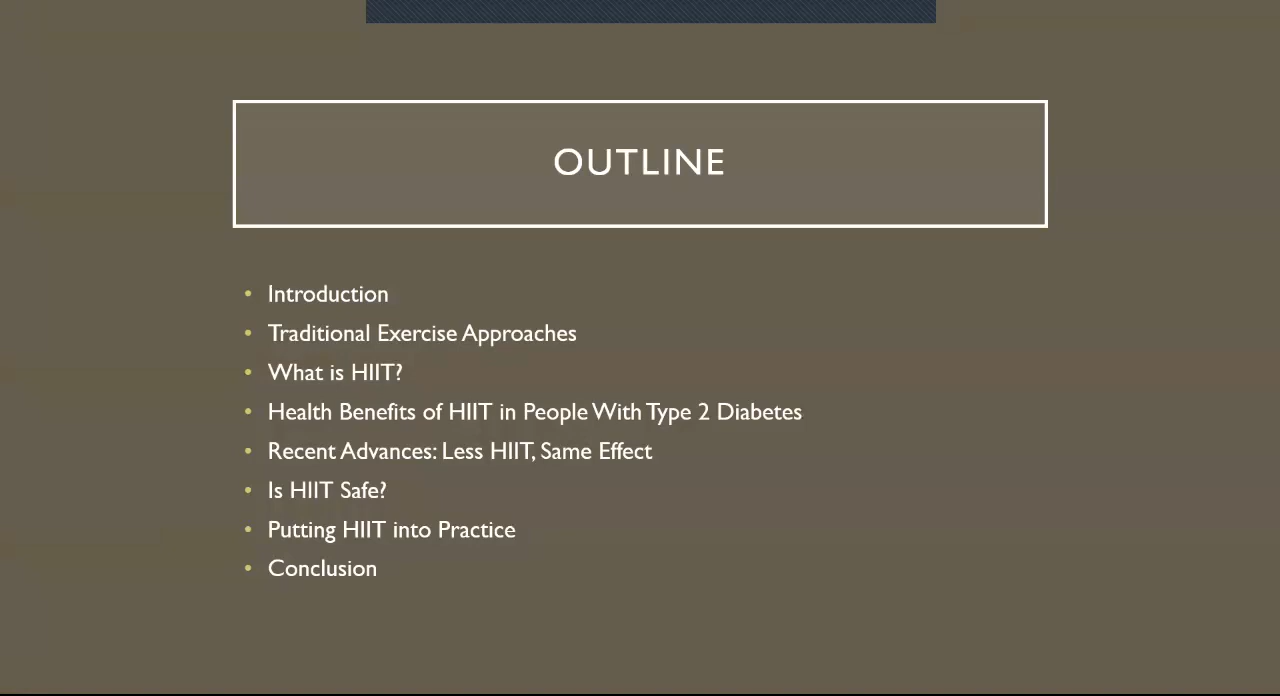 OUTLINE
• Introduction
• Traditional Exercise Approaches
• What is HIIT?
• Health Benefits of HIIT in People With Type 2 Diabetes
• Recent Advances: Less HIIT, Same Effect
• Is HIIT Safe?
• Putting HIIT into Practice
• Conclusion